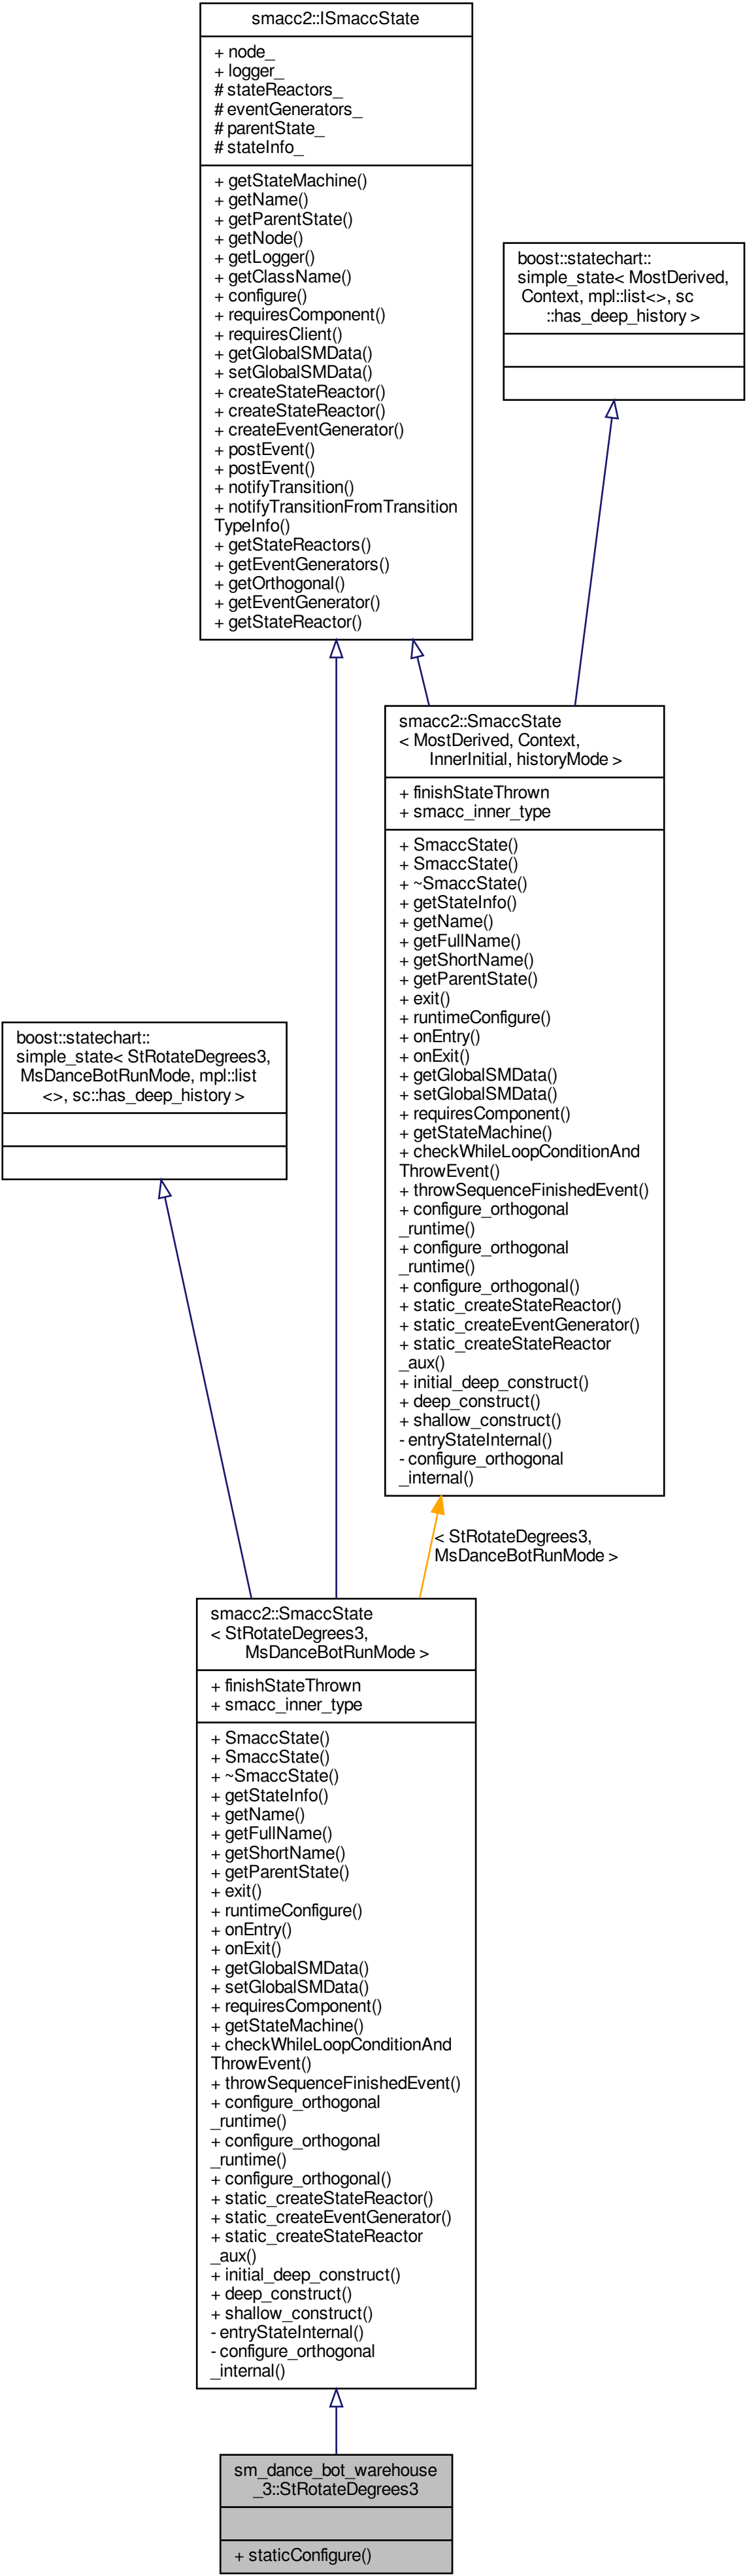 smacc2::ISmaccState
+ node_
+ logger_
# stateReactors_
# eventGenerators_
# parentState_
# stateInfo_
+ getStateMachine()
+ getName()
+ getParentState()
+ getNode()
+ getLogger()
+ getClassName()
+ configure()
+ requiresComponent()
+ requiresClient()
+ getGlobalSMData()
+ setGlobalSMData()
+ createStateReactor()
+ createStateReactor()
+ createEventGenerator()
+ postEvent()
+ postEvent()
+ notifyTransition()
+ notifyTransitionFromTransition
TypeInfo()
+ getStateReactors()
+ getEventGenerators()
+ getOrthogonal()
+ getEventGenerator()
+ getStateReactor()
boost::statechart::
simple_state< MostDerived,
Context, mpl::list<>, sc
::has_deep_history >
smacc2::SmaccState
< MostDerived, Context,
InnerInitial, historyMode >
+ finishStateThrown
+ smacc_inner_type
+ SmaccState()
+ SmaccState()
+ ~SmaccState()
+ getStateInfo()
+ getName()
+ getFullName()
+ getShortName()
+ getParentState()
+ exit()
+ runtimeConfigure()
+ onEntry()
+ onExit()
+ getGlobalSMData()
+ setGlobalSMData()
+ requiresComponent()
+ getStateMachine()
+ checkWhileLoopConditionAnd
ThrowEvent()
+ throwSequenceFinishedEvent()
+ configure_orthogonal
_runtime()
+ configure_orthogonal
_runtime()
+ configure_orthogonal()
+ static_createStateReactor()
+ static_createEventGenerator()
+ static_createStateReactor
_aux()
+ initial_deep_construct()
+ deep_construct()
+ shallow_construct()
- entryStateInternal()
- configure_orthogonal
_internal()
boost::statechart::
simple_state< StRotateDegrees3,
MsDanceBotRunMode, mpl::list
<>, sc::has_deep_history >
< StRotateDegrees3,
MsDanceBotRunMode >
smacc2::SmaccState
< StRotateDegrees3,
MsDanceBotRunMode >
+ finishStateThrown
+ smacc_inner_type
+ SmaccState()
+ SmaccState()
+ ~SmaccState()
+ getStateInfo()
+ getName()
+ getFullName()
+ getShortName()
+ getParentState()
+ exit()
+ runtimeConfigure()
+ onEntry()
+ onExit()
+ getGlobalSMData()
+ setGlobalSMData()
+ requiresComponent()
+ getStateMachine()
+ checkWhileLoopConditionAnd
ThrowEvent()
+ throwSequenceFinishedEvent()
+ configure_orthogonal
_runtime()
+ configure_orthogonal
_runtime()
+ configure_orthogonal()
+ static_createStateReactor()
+ static_createEventGenerator()
+ static_createStateReactor
_aux()
+ initial_deep_construct()
+ deep_construct()
+ shallow_construct()
- entryStateInternal()
- configure_orthogonal
_internal()
sm_dance_bot_warehouse
_3::StRotateDegrees3
+ staticConfigure()